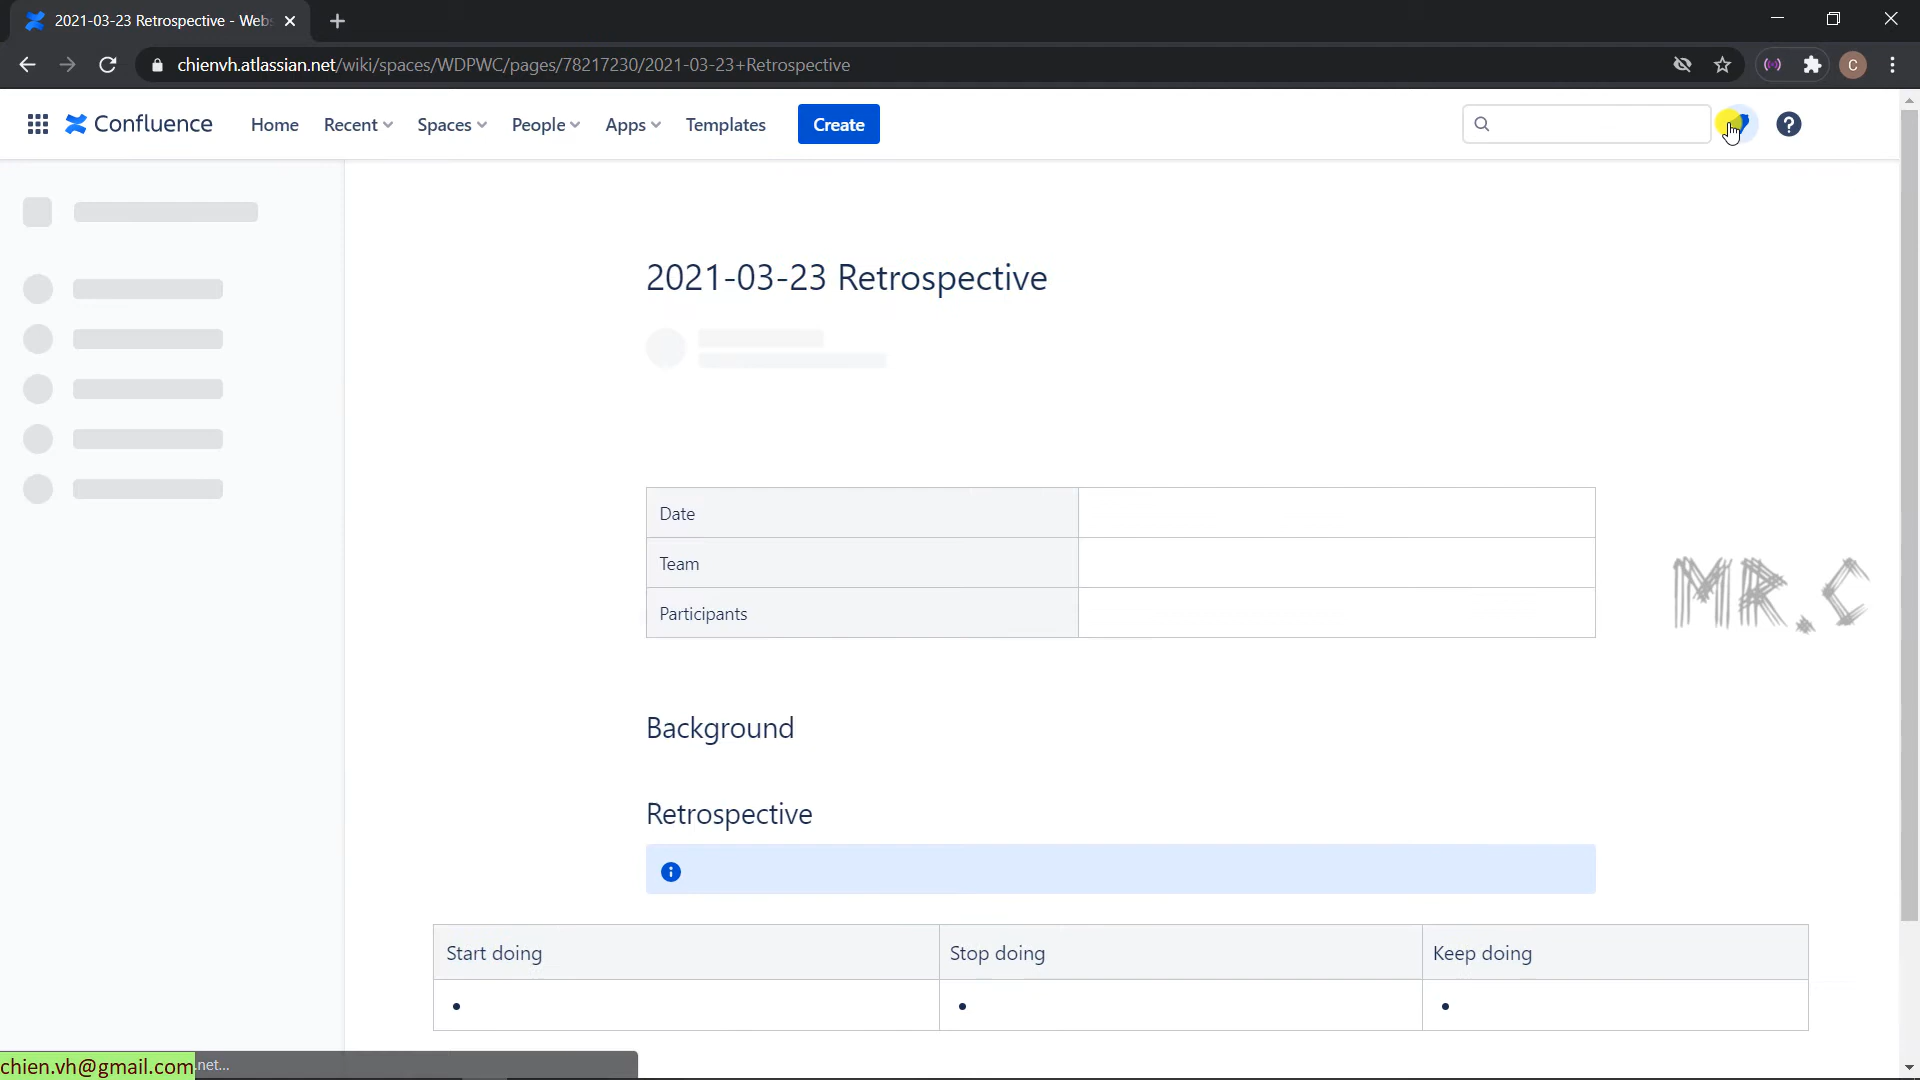 2021-03-23 Retrospective - Webs
chienvh.atlassian.net/wiki/spaces/WDPWC/pages/78217230/2021-03-23+Retrospective
C
Confluence Home Recent Spaces People Apps Templates Create
2021-03-23 Retrospective
Date
Team
Participants
MR.C
Background
Retrospective
Start doing Stop doing Keep doing
chien.vh@gmail.com .net...